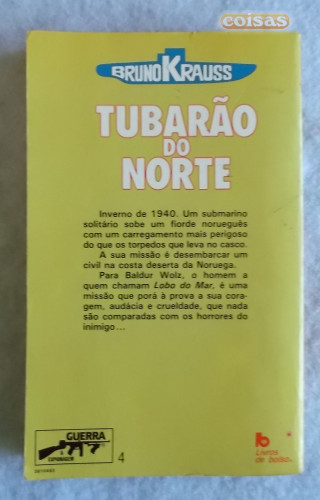 coisas
BRUNO KRAUSS
TUBARÃO
DO
NORTE
Inverno de 1940. Um submarino
solitário sobe um fiorde norueguês
com um carregamento mais perigoso
do que os torpedos que leva no casco.
A sua missão é desembarcar um
civil na costa deserta da Noruega.
Para Baldur Wolz, o homem a
quem chamam Lobo do Mar, é uma
missão que porá à prova a sua cora-
gem, audácia e crueldade, que nada
são comparadas com os horrores do
inimigo...
GUERRA
E
ESPIONAGEM
4
Livros
de bolso